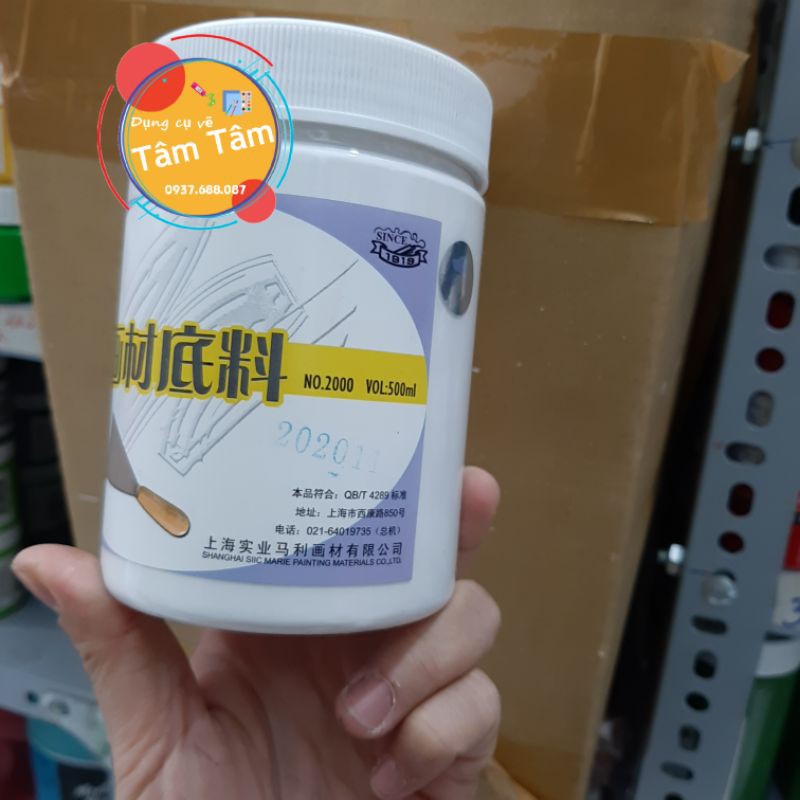 Dụng cụ vẽ
Tâm Tâm
0937.688.087
SINCE
1919
画材底料 NO.2000 VOL:500ml
202011
本品符合：QB/T 4289 标准
地址：上海市西康路850号
电话：021-64019735（总机）
上海实业马利画材有限公司
SHANGHAI SIIC MARIE PAINTING MATERIALS CO.,LTD.